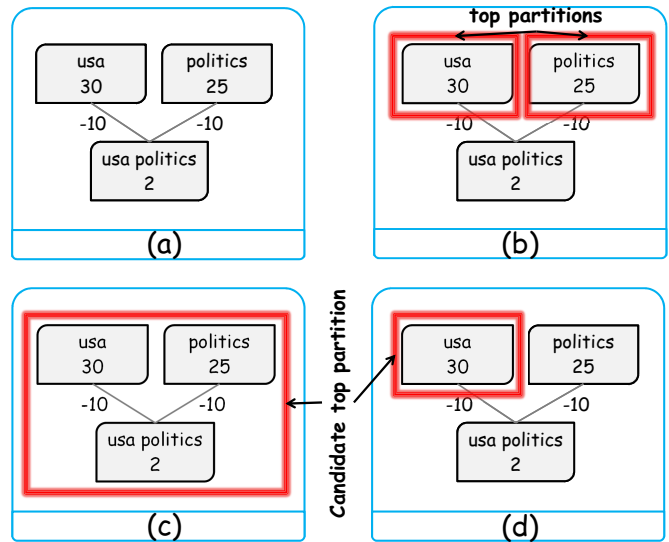 usa
30
politics
25
-10
-10
usa politics
2
(a)
top partitions
usa
30
politics
25
-10
-10
usa politics
2
(b)
usa
30
politics
25
-10
-10
usa politics
2
(c)
Candidate top partition
usa
30
politics
25
-10
-10
usa politics
2
(d)